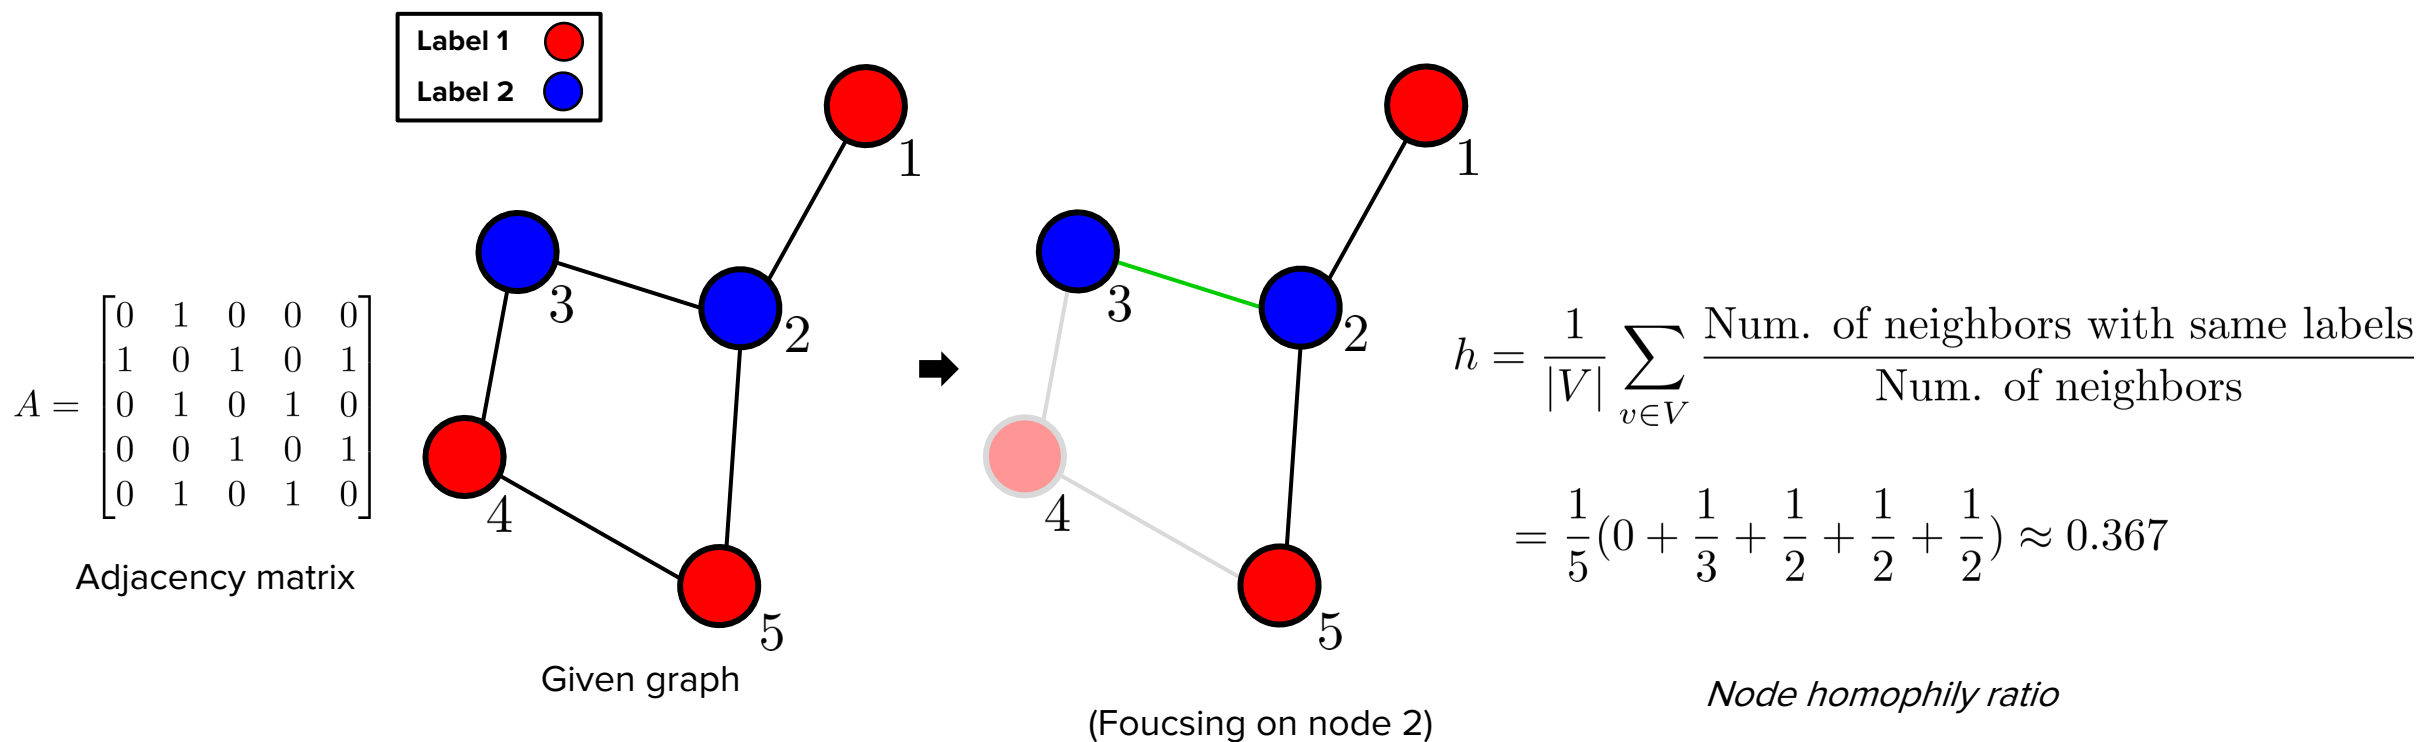 Label 1
Label 2
A = [0 1 0 0 0
1 0 1 0 1
0 1 0 1 0
0 0 1 0 1
0 1 0 1 0]
Adjacency matrix
1
2
3
4
5
Given graph
1
2
3
4
5
(Foucsing on node 2)
h = 1/|V| ∑ v∈V Num. of neighbors with same labels / Num. of neighbors
= 1/5 (0 + 1/3 + 1/2 + 1/2 + 1/2) ≈ 0.367
Node homophily ratio